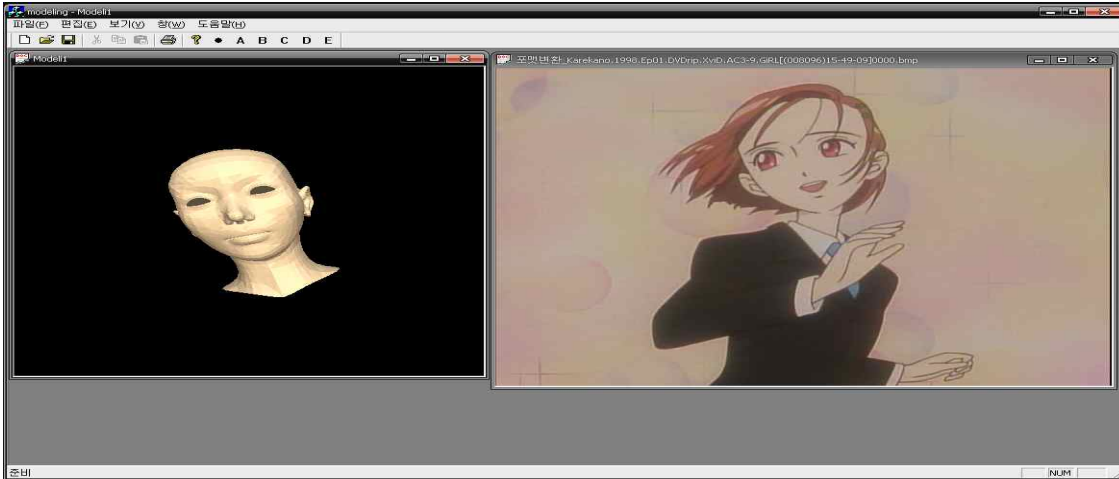 modeling - Modeli1
파일(F) 편집(E) 보기(V) 창(W) 도움말(H)
A B C D E
Modeli1
포맷변환_Karekano.1998.Ep01.DVDrip.XviD.AC3-9.GiRL[(008096)15-49-09]0000.bmp
준비
NUM